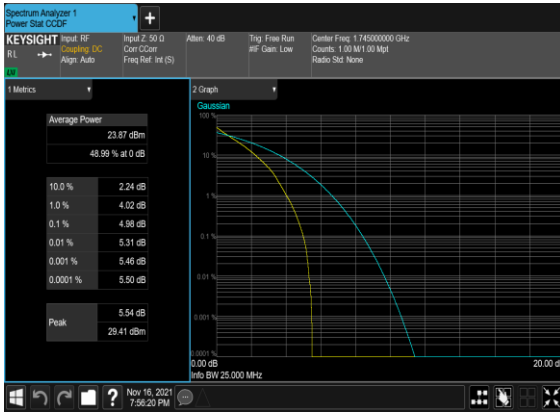 Spectrum Analyzer 1
Power Stat CCDF
+
KEYSIGHT
RL
LV
Input: RF
Coupling: DC
Align: Auto
Input Z: 50 Ω
Corr CCorr
Freq Ref: Int (S)
Atten: 40 dB
Trig: Free Run
#IF Gain: Low
Center Freq: 1.745000000 GHz
Counts: 1.00 M/1.00 Mpt
Radio Std: None
1 Metrics
Average Power
23.87 dBm
48.99 % at 0 dB
10.0 % 2.24 dB
1.0 % 4.02 dB
0.1 % 4.98 dB
0.01 % 5.31 dB
0.001 % 5.46 dB
0.0001 % 5.50 dB
Peak
5.54 dB
29.41 dBm
2 Graph
Gaussian
100 %
10 %
1 %
0.1 %
0.01 %
0.001 %
0.0001 %
0.00 dB
20.00 d
Info BW 25.000 MHz
?
Nov 16, 2021
7:56:20 PM